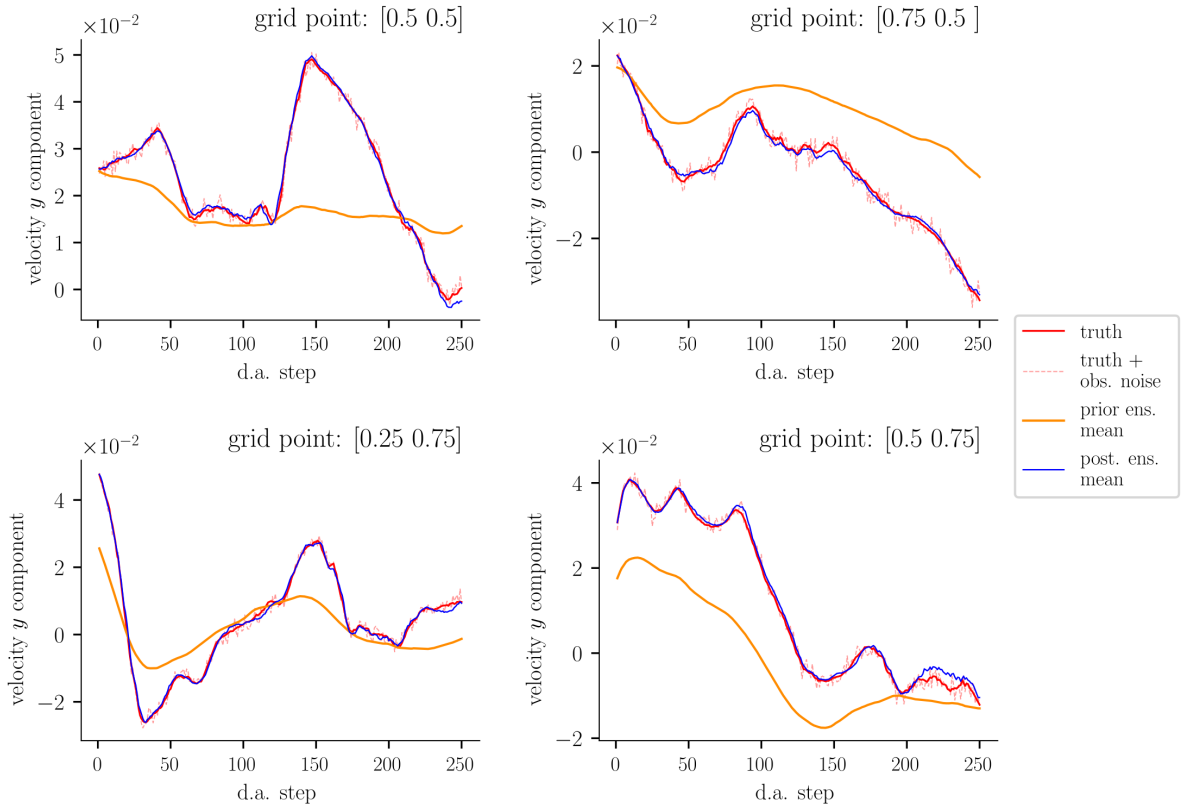 ×10⁻² grid point: [0.5 0.5]
5
4
3
2
1
0
velocity y component
0 50 100 150 200 250
d.a. step
×10⁻² grid point: [0.75 0.5 ]
2
0
−2
velocity y component
0 50 100 150 200 250
d.a. step
truth
truth +
obs. noise
prior ens.
mean
post. ens.
mean
×10⁻² grid point: [0.25 0.75]
4
2
0
−2
velocity y component
0 50 100 150 200 250
d.a. step
×10⁻² grid point: [0.5 0.75]
4
2
0
−2
velocity y component
0 50 100 150 200 250
d.a. step